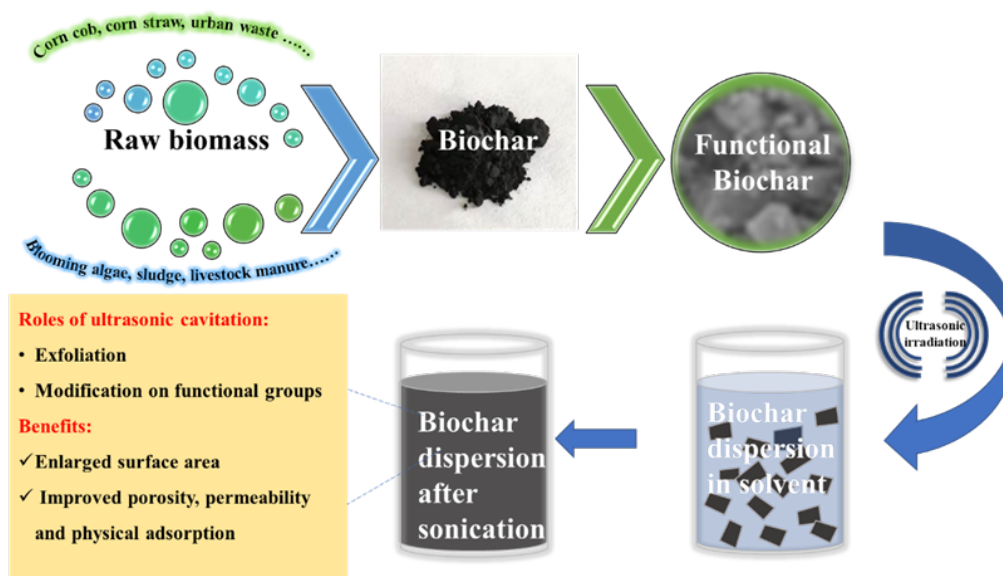 Corn cob, corn straw, urban waste ……
Raw biomass
Blooming algae, sludge, livestock manure……
Biochar
Functional
Biochar
Ultrasonic
irradiation
Roles of ultrasonic cavitation:
• Exfoliation
• Modification on functional groups
Benefits:
✓Enlarged surface area
✓ Improved porosity, permeability
and physical adsorption
Biochar
dispersion
after
sonication
Biochar
dispersion
in solvent